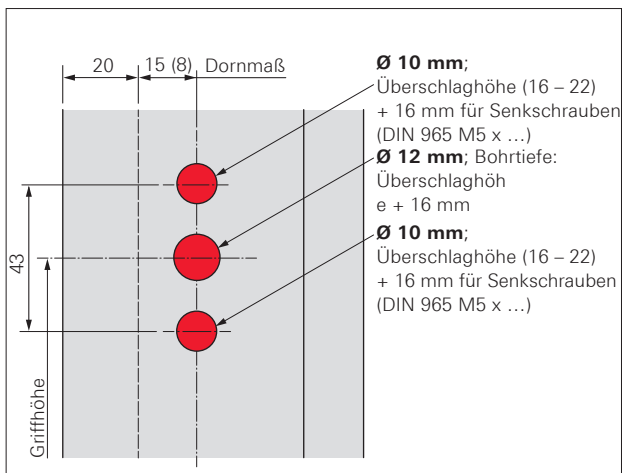 20
15 (8) Dornmaß
Ø 10 mm;
Überschlaghöhe (16 – 22)
+ 16 mm für Senkschrauben
(DIN 965 M5 x …)
Ø 12 mm; Bohrtiefe:
Überschlaghöh
e + 16 mm
Ø 10 mm;
Überschlaghöhe (16 – 22)
+ 16 mm für Senkschrauben
(DIN 965 M5 x …)
43
Griffhöhe